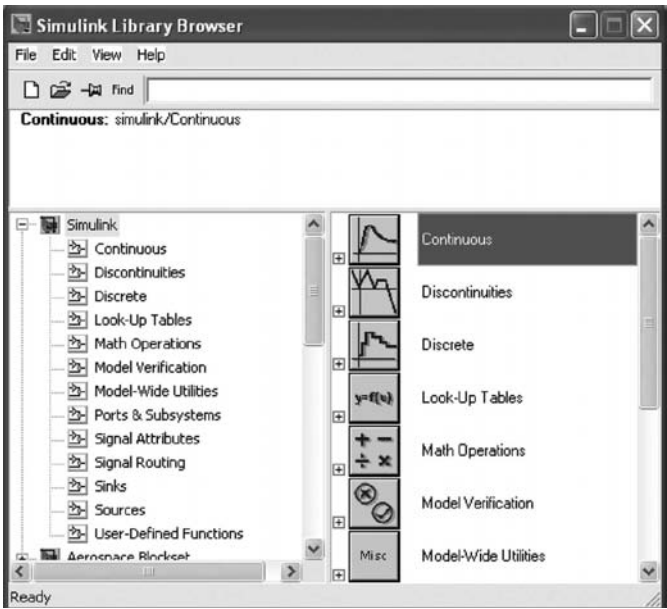 Simulink Library Browser
File Edit View Help
Find
Continuous: simulink/Continuous
Simulink
Continuous
Discontinuities
Discrete
Look-Up Tables
Math Operations
Model Verification
Model-Wide Utilities
Ports & Subsystems
Signal Attributes
Signal Routing
Sinks
Sources
User-Defined Functions
Aerospace Blockset
Continuous
Discontinuities
Discrete
y=f(u) Look-Up Tables
Math Operations
Model Verification
Misc Model-Wide Utilities
Ready